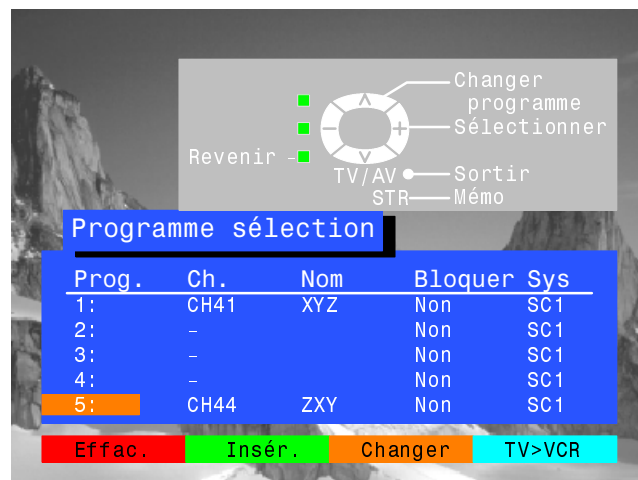 Changer
programme
Sélectionner
Revenir
TV/AV Sortir
STR Mémo
Programme sélection
Prog. Ch. Nom Bloquer Sys
1: CH41 XYZ Non SC1
2: – Non SC1
3: – Non SC1
4: – Non SC1
5: CH44 ZXY Non SC1
Effac. Insér. Changer TV>VCR